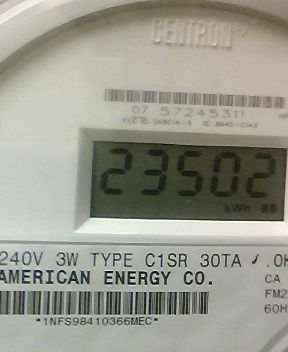 CENTRON®
07 57245311
23502
kWH
240V 3W TYPE C1SR 30TA
AMERICAN ENERGY CO.
CA
FM2
60H
*1NFS98410366MEC*